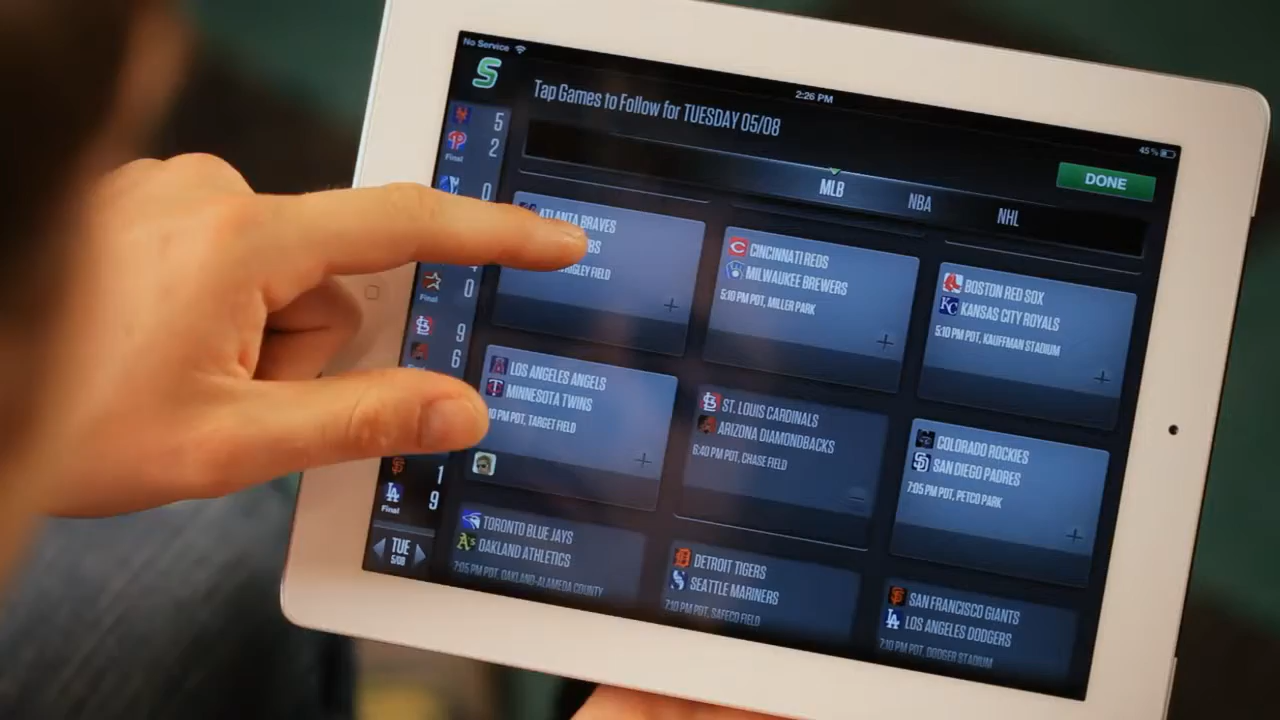 No Service
2:26 PM
45%
S
Tap Games to Follow for TUESDAY 05/08
DONE
MLB
NBA
NHL
5
2
Final
0
0
Final
9
6
1
9
Final
TUE
5/08
ATLANTA BRAVES
WRIGLEY FIELD
CINCINNATI REDS
MILWAUKEE BREWERS
5:10 PM PDT, MILLER PARK
BOSTON RED SOX
KANSAS CITY ROYALS
5:10 PM PDT, KAUFFMAN STADIUM
LOS ANGELES ANGELS
MINNESOTA TWINS
PM PDT, TARGET FIELD
ST. LOUIS CARDINALS
ARIZONA DIAMONDBACKS
6:40 PM PDT, CHASE FIELD
COLORADO ROCKIES
SAN DIEGO PADRES
7:05 PM PDT, PETCO PARK
TORONTO BLUE JAYS
OAKLAND ATHLETICS
7:05 PM PDT, OAKLAND-ALAMEDA COUNTY
DETROIT TIGERS
SEATTLE MARINERS
7:10 PM PDT, SAFECO FIELD
SAN FRANCISCO GIANTS
LOS ANGELES DODGERS
7:10 PM PDT, DODGER STADIUM